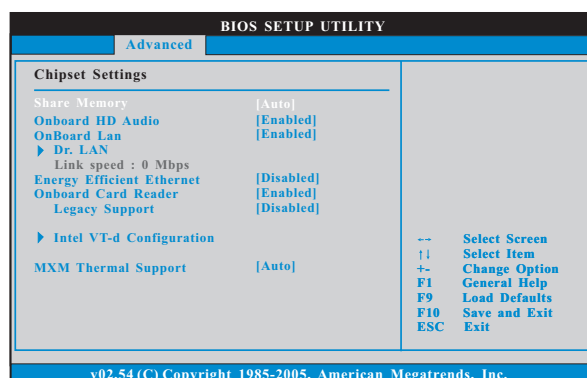 BIOS SETUP UTILITY
Advanced
Chipset Settings
Share Memory [Auto]
Onboard HD Audio [Enabled]
OnBoard Lan [Enabled]
Dr. LAN
Link speed : 0 Mbps
Energy Efficient Ethernet [Disabled]
Onboard Card Reader [Enabled]
Legacy Support [Disabled]
Intel VT-d Configuration
MXM Thermal Support [Auto]
←→ Select Screen
↑↓ Select Item
+- Change Option
F1 General Help
F9 Load Defaults
F10 Save and Exit
ESC Exit
v02.54 (C) Copyright 1985-2005, American Megatrends, Inc.